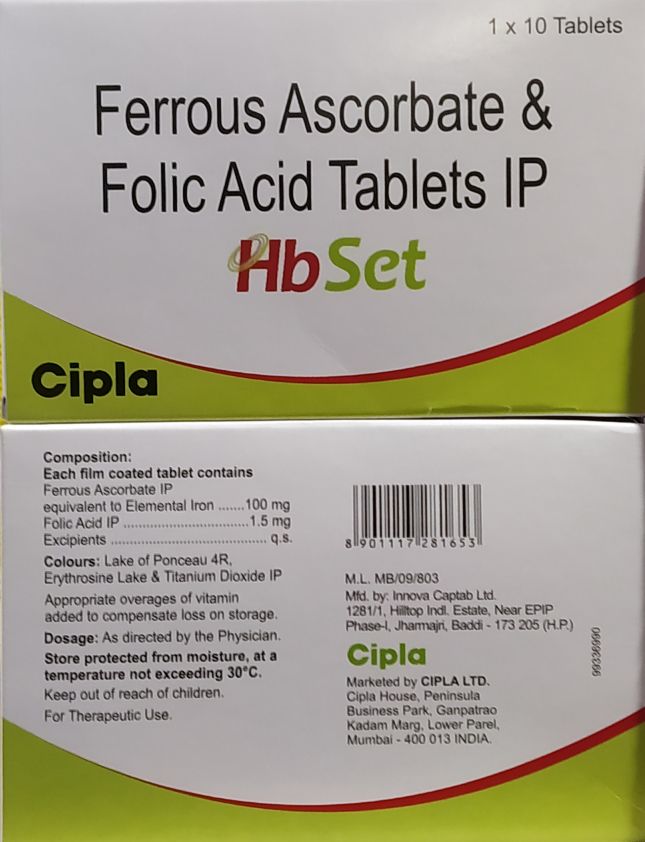 1 x 10 Tablets
Ferrous Ascorbate &
Folic Acid Tablets IP
HbSet
Cipla
Composition:
Each film coated tablet contains
Ferrous Ascorbate IP
equivalent to Elemental Iron .......100 mg
Folic Acid IP .................................1.5 mg
Excipients ......................................... q.s.
Colours: Lake of Ponceau 4R,
Erythrosine Lake & Titanium Dioxide IP
Appropriate overages of vitamin
added to compensate loss on storage.
Dosage: As directed by the Physician.
Store protected from moisture, at a
temperature not exceeding 30°C.
Keep out of reach of children.
For Therapeutic Use.
8 901117 281653
M.L. MB/09/803
Mfd. by: Innova Captab Ltd.
1281/1, Hilltop Indl. Estate, Near EPIP
Phase-I, Jharmajri, Baddi - 173 205 (H.P.)
Cipla
Marketed by CIPLA LTD.
Cipla House, Peninsula
Business Park, Ganpatrao
Kadam Marg, Lower Parel,
Mumbai - 400 013 INDIA.
99336990